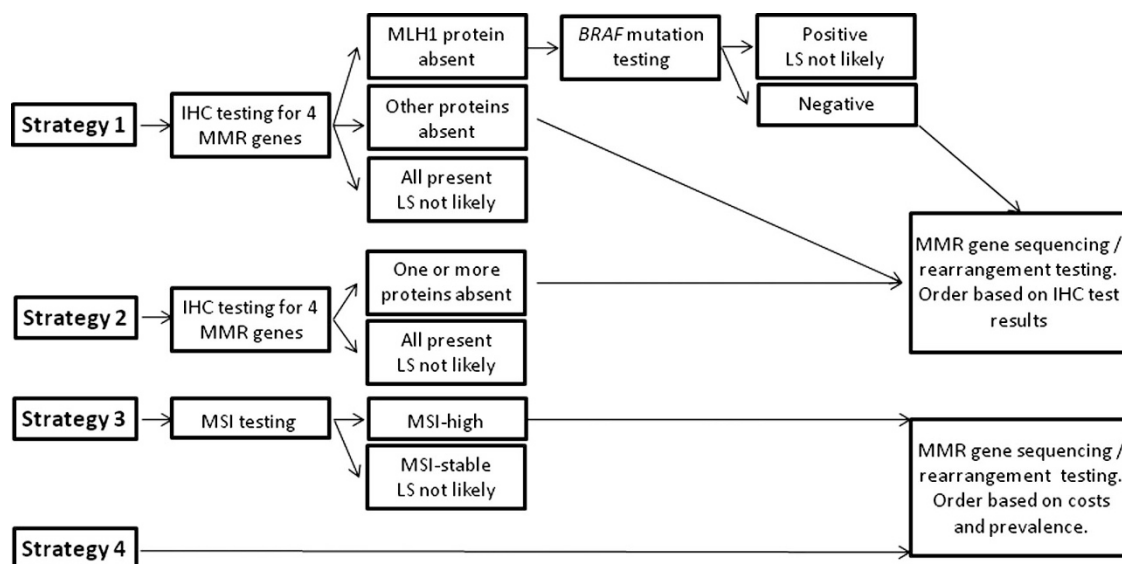 Strategy 1
IHC testing for 4
MMR genes
MLH1 protein
absent
BRAF mutation
testing
Positive
LS not likely
Negative
Other proteins
absent
All present
LS not likely
MMR gene sequencing /
rearrangement testing.
Order based on IHC test
results
Strategy 2
IHC testing for 4
MMR genes
One or more
proteins absent
All present
LS not likely
Strategy 3
MSI testing
MSI-high
MSI-stable
LS not likely
MMR gene sequencing /
rearrangement testing.
Order based on costs
and prevalence.
Strategy 4